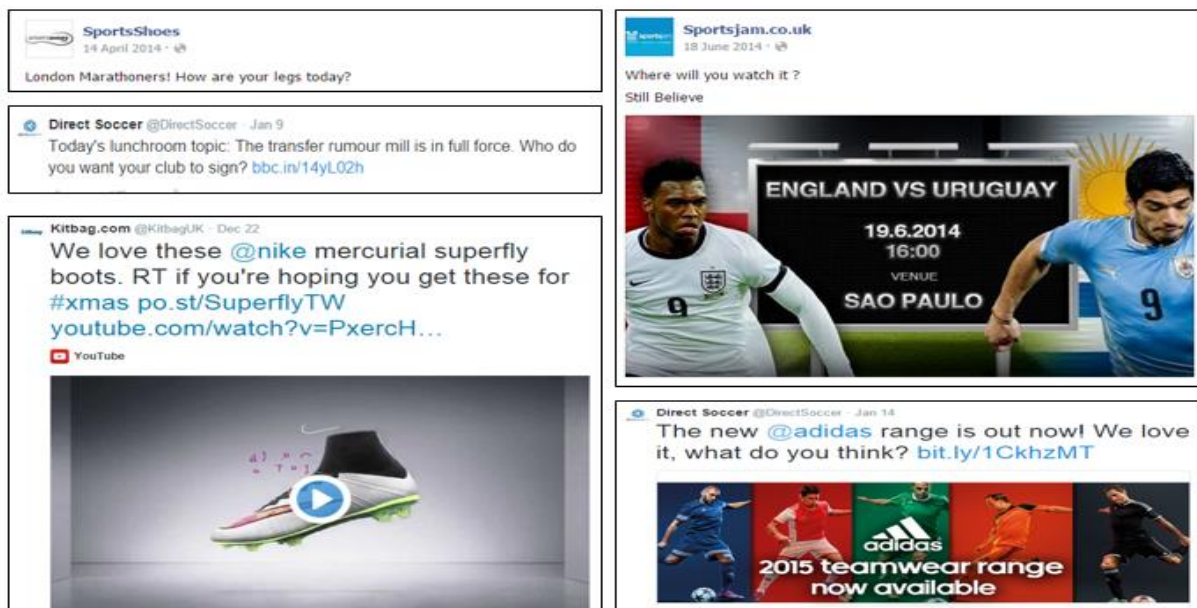 SportsShoes
14 April 2014
London Marathoners! How are your legs today?
Direct Soccer @DirectSoccer · Jan 9
Today's lunchroom topic: The transfer rumour mill is in full force. Who do
you want your club to sign? bbc.in/14yL02h
Kitbag.com @KitbagUK · Dec 22
We love these @nike mercurial superfly
boots. RT if you're hoping you get these for
#xmas po.st/SuperflyTW
youtube.com/watch?v=PxercH...
YouTube
Sportsjam.co.uk
18 June 2014
Where will you watch it ?
Still Believe
ENGLAND VS URUGUAY
19.6.2014
16:00
VENUE
SAO PAULO
9
9
Direct Soccer @DirectSoccer · Jan 14
The new @adidas range is out now! We love
it, what do you think? bit.ly/1CkhzMT
adidas
2015 teamwear range
now available